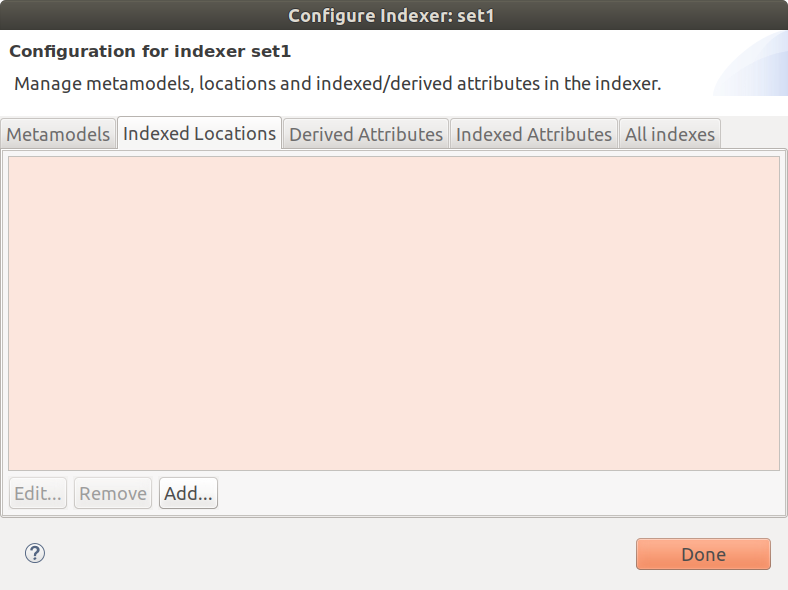 Configure Indexer: set1
Configuration for indexer set1
Manage metamodels, locations and indexed/derived attributes in the indexer.
Metamodels Indexed Locations Derived Attributes Indexed Attributes All indexes
Edit... Remove Add...
? Done